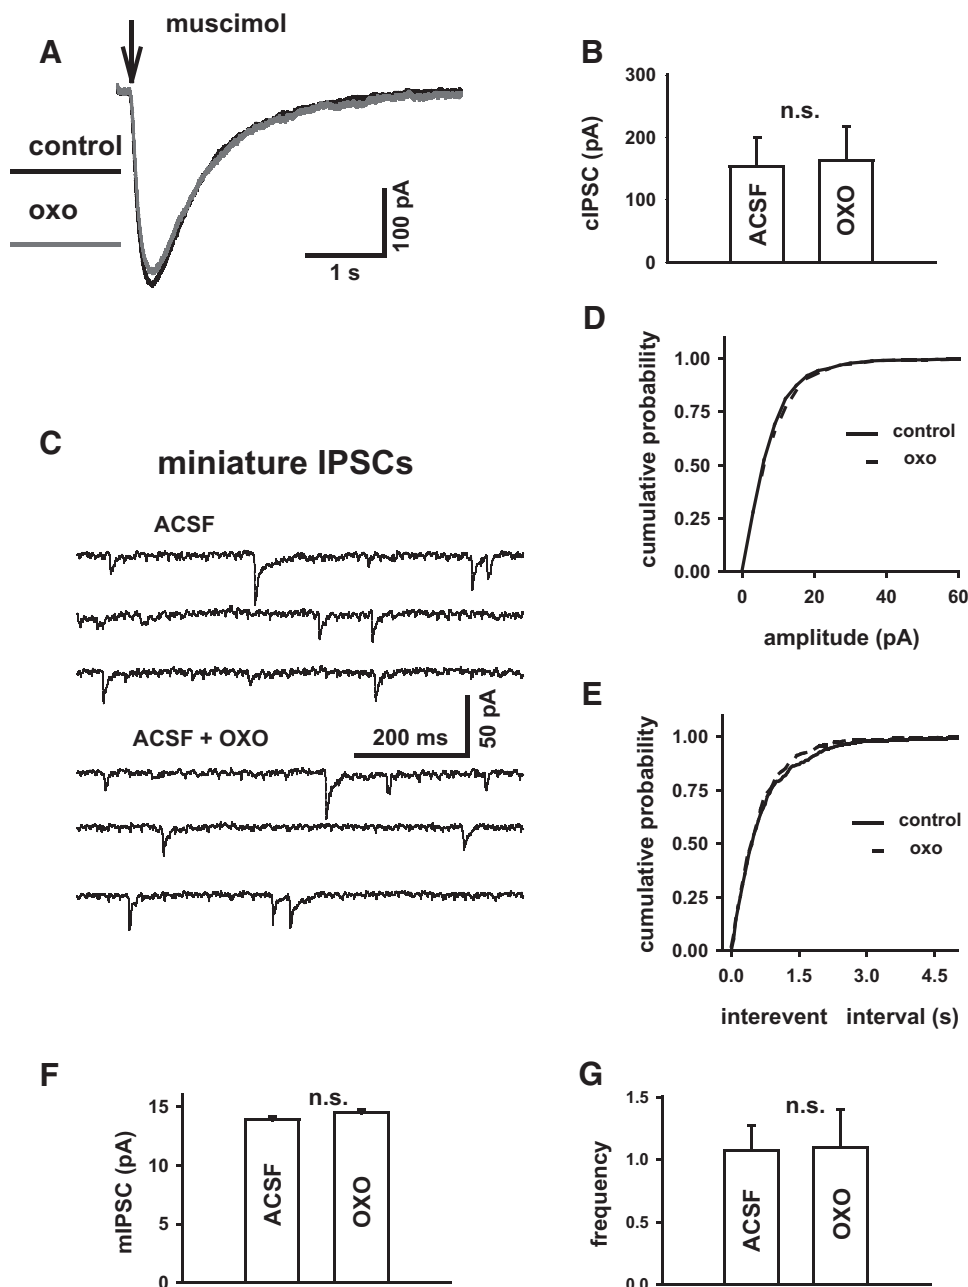 A
muscimol
control
oxo
100 pA
1 s
B
300
200
100
0
cIPSC (pA)
n.s.
ACSF
OXO
C
miniature IPSCs
ACSF
ACSF + OXO
200 ms
50 pA
D
cumulative probability
1.00
0.75
0.50
0.25
0.00
control
oxo
0 20 40 60
amplitude (pA)
E
cumulative probability
1.00
0.75
0.50
0.25
0.00
control
oxo
0.0 1.5 3.0 4.5
interevent interval (s)
F
mIPSC (pA)
15
10
5
0
n.s.
ACSF
OXO
G
frequency
1.5
1.0
0.5
0.0
n.s.
ACSF
OXO